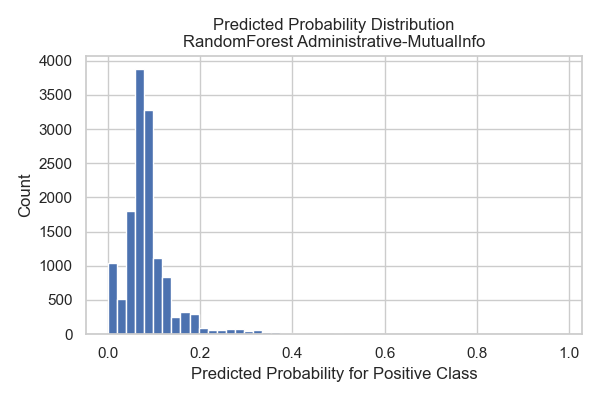 Predicted Probability Distribution
RandomForest Administrative-MutualInfo
4000
3500
3000
2500
2000
1500
1000
500
0
Count
0.0 0.2 0.4 0.6 0.8 1.0
Predicted Probability for Positive Class